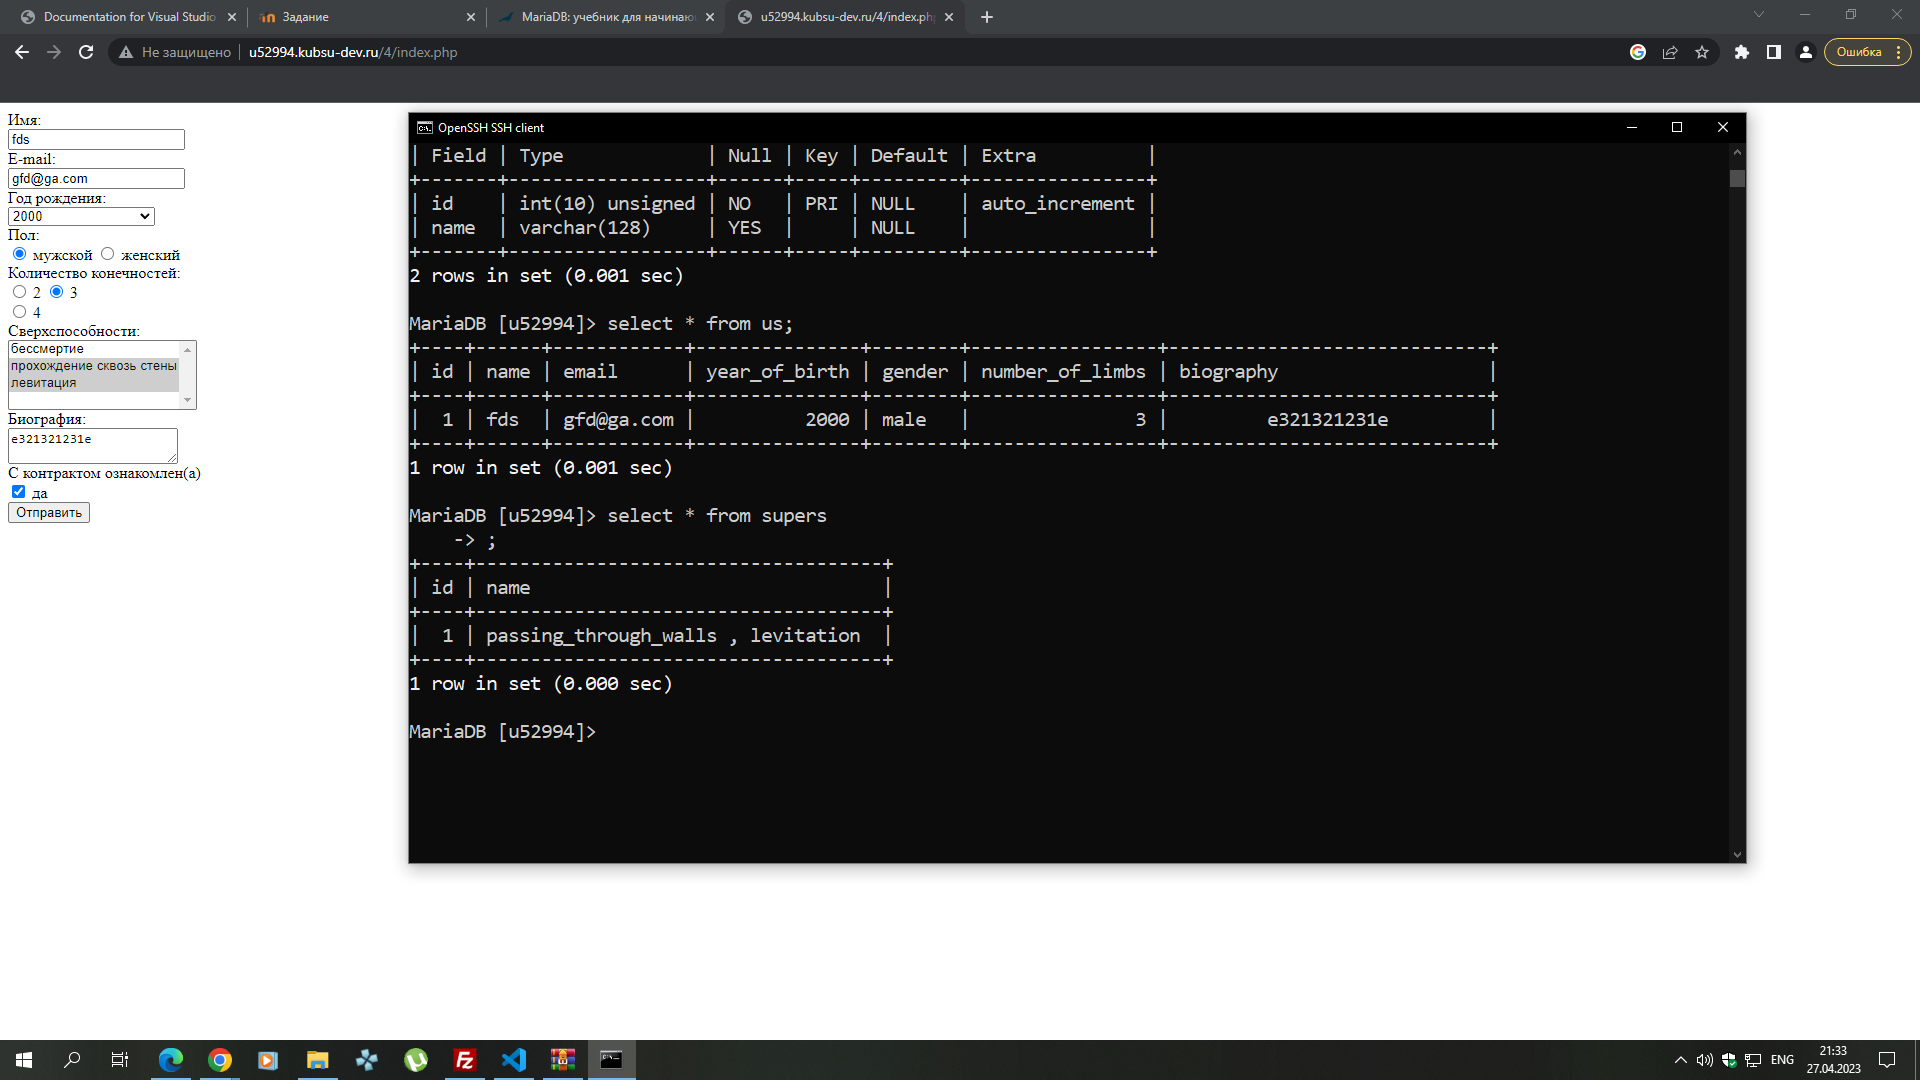 Documentation for Visual Studio
Задание
MariaDB: учебник для начинаю
u52994.kubsu-dev.ru/4/index.php
Не защищено
u52994.kubsu-dev.ru/4/index.php
Ошибка
Имя:
fds
E-mail:
gfd@ga.com
Год рождения:
2000
Пол:
мужской женский
Количество конечностей:
2 3
4
Сверхспособности:
бессмертие
прохождение сквозь стены
левитация
Биография:
e321321231e
С контрактом ознакомлен(а)
да
Отправить
OpenSSH SSH client
| Field | Type             | Null | Key | Default | Extra          |
+-------+------------------+------+-----+---------+----------------+
| id    | int(10) unsigned | NO   | PRI | NULL    | auto_increment |
| name  | varchar(128)     | YES  |     | NULL    |                |
+-------+------------------+------+-----+---------+----------------+
2 rows in set (0.001 sec)
MariaDB [u52994]> select * from us;
+----+------+------------+---------------+--------+-----------------+-----------------------------+
| id | name | email      | year_of_birth | gender | number_of_limbs | biography                   |
+----+------+------------+---------------+--------+-----------------+-----------------------------+
|  1 | fds  | gfd@ga.com |          2000 | male   |               3 |         e321321231e         |
+----+------+------------+---------------+--------+-----------------+-----------------------------+
1 row in set (0.001 sec)
MariaDB [u52994]> select * from supers
    -> ;
+----+-------------------------------------+
| id | name                                |
+----+-------------------------------------+
|  1 | passing_through_walls , levitation  |
+----+-------------------------------------+
1 row in set (0.000 sec)
MariaDB [u52994]>
ENG
21:33
27.04.2023